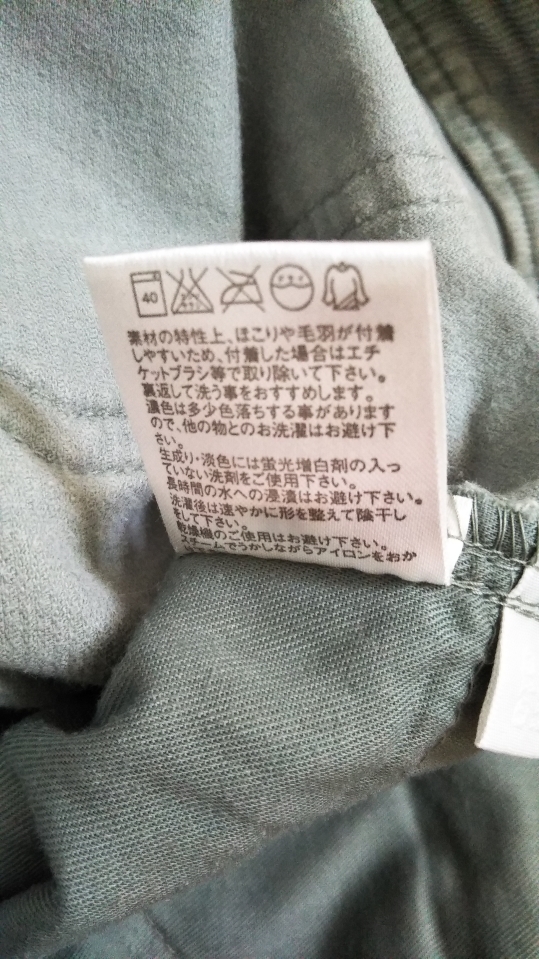 40
素材の特性上、ほこりや毛羽が付着
しやすいため、付着した場合はエチ
ケットブラシ等で取り除いて下さい。
裏返して洗う事をおすすめします。
濃色は多少色落ちする事があります
ので、他の物とのお洗濯はお避け下
さい。
生成り・淡色には蛍光増白剤の入っ
ていない洗剤をご使用下さい。
長時間の水への浸漬はお避け下さい。
洗濯後は速やかに形を整えて陰干し
をして下さい。
乾燥機のご使用はお避け下さい。
スチームでうかしながらアイロンをおか